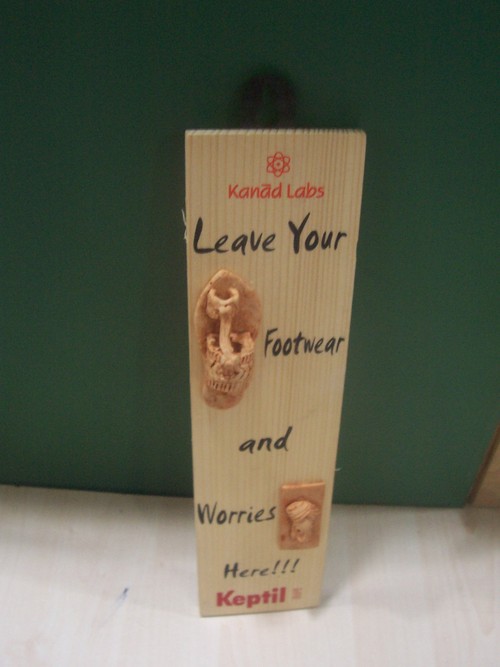 Kanād Labs
Leave Your
Footwear
and
Worries
Here!!!
Keptil